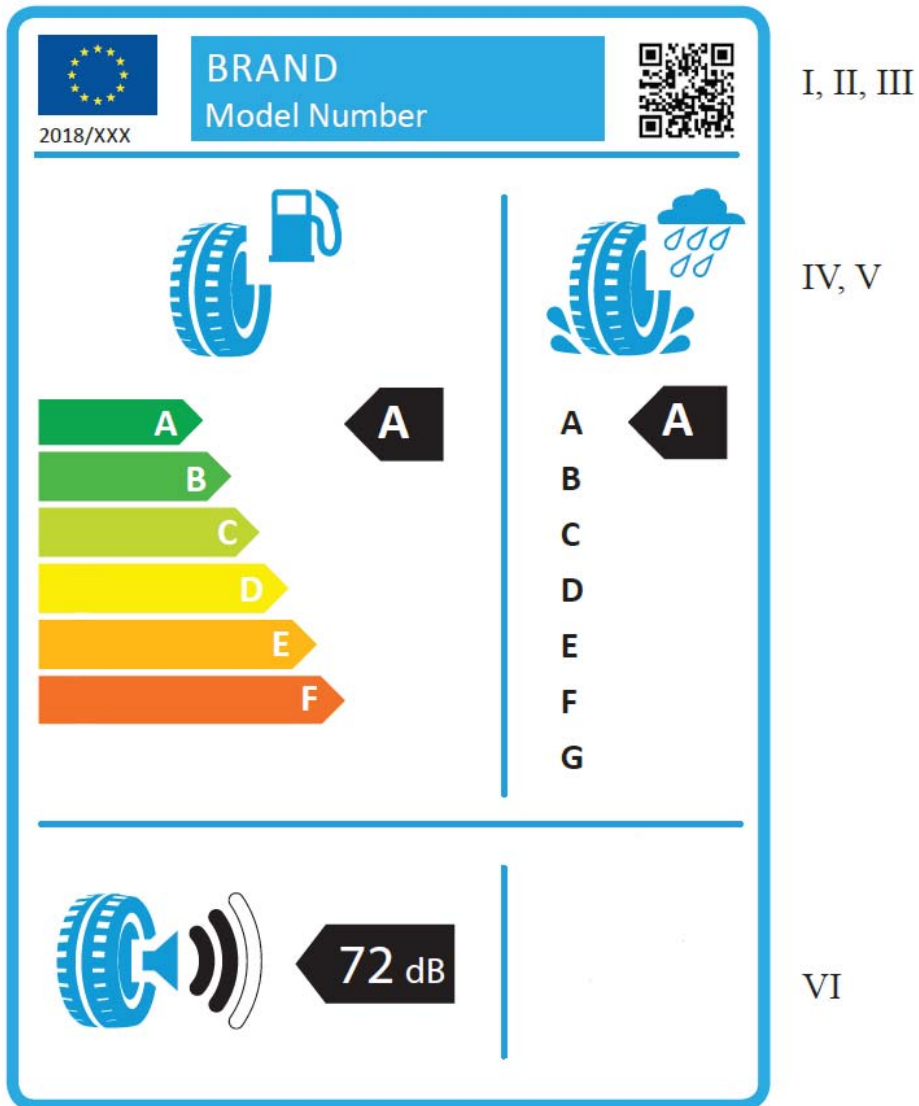 BRAND
Model Number
2018/XXX
I, II, III
IV, V
A A
B
C
D
E
F
A A
B
C
D
E
F
G
72 dB
VI